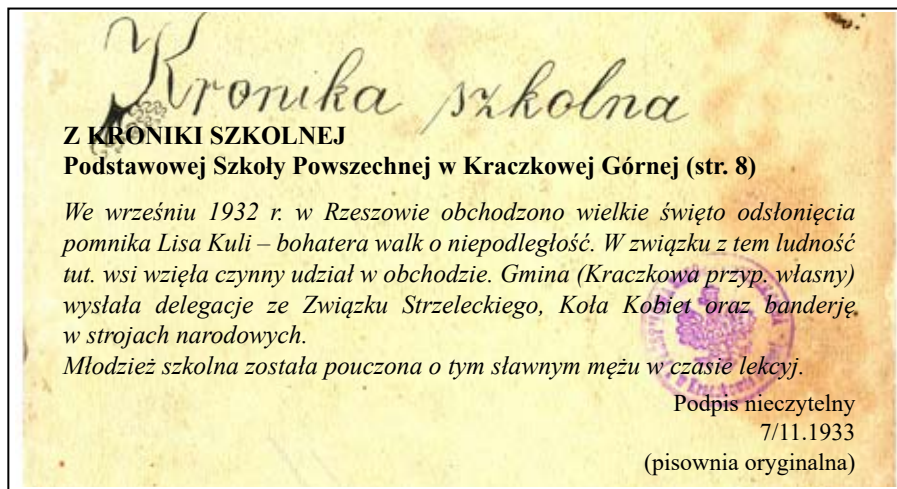 Kronika szkolna
Z KRONIKI SZKOLNEJ
Podstawowej Szkoły Powszechnej w Kraczkowej Górnej (str. 8)
We wrześniu 1932 r. w Rzeszowie obchodzono wielkie święto odsłonięcia
pomnika Lisa Kuli – bohatera walk o niepodległość. W związku z tem ludność
tut. wsi wzięła czynny udział w obchodzie. Gmina (Kraczkowa przyp. własny)
wysłała delegacje ze Związku Strzeleckiego, Koła Kobiet oraz banderję
w strojach narodowych.
Młodzież szkolna została pouczona o tym sławnym mężu w czasie lekcyj.
Podpis nieczytelny
7/11.1933
(pisownia oryginalna)